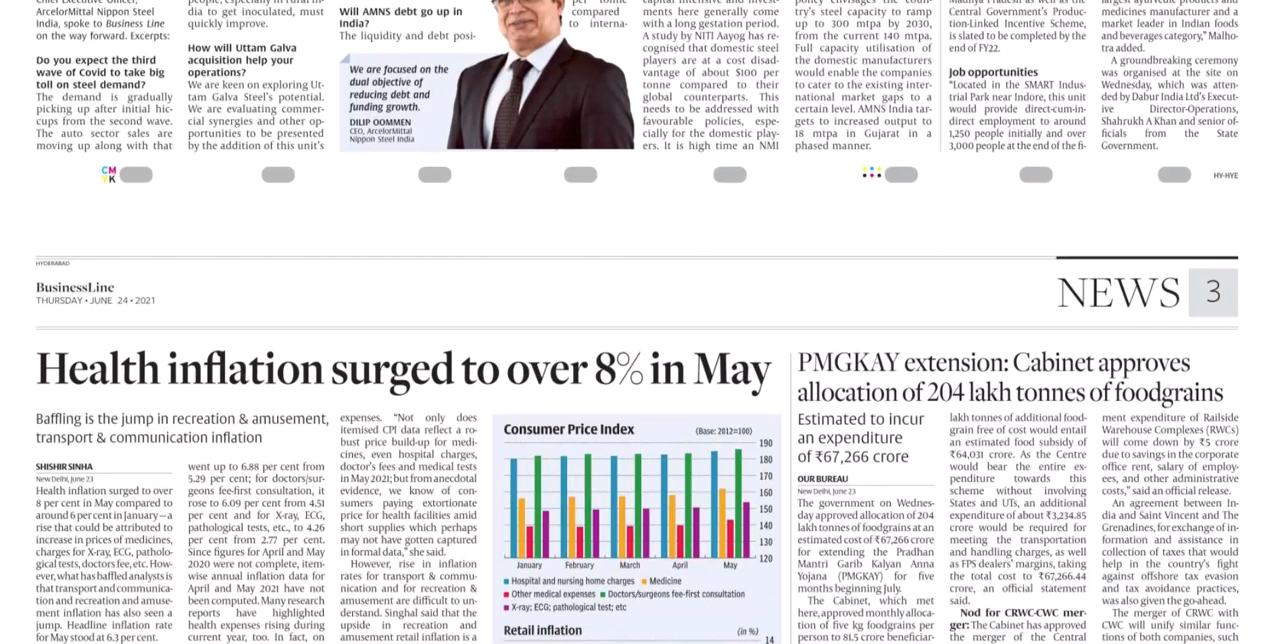 Chief Executive Officer,
ArcelorMittal Nippon Steel
India, spoke to Business Line
on the way forward. Excerpts:
Do you expect the third
wave of Covid to take big
toll on steel demand?
The demand is gradually
picking up after initial hic-
cups from the second wave.
The auto sector sales are
moving up along with that
people, especially in rural In-
dia to get inoculated, must
quickly improve.
How will Uttam Galva
acquisition help your
operations?
We are keen on exploring Ut-
tam Galva Steel's potential.
We are evaluating commer-
cial synergies and other op-
portunities to be presented
by the addition of this unit's
Will AMNS debt go up in
India?
The liquidity and debt posi-
We are focused on the
dual objective of
reducing debt and
funding growth.
DILIP OOMMEN
CEO, ArcelorMittal
Nippon Steel India
per tonne
compared
to interna-
capital intensive and invest-
ments here generally come
with a long gestation period.
A study by NITI Aayog has re-
cognised that domestic steel
players are at a cost disad-
vantage of about $100 per
tonne compared to their
global counterparts. This
needs to be addressed with
favourable policies, espe-
cially for the domestic play-
ers. It is high time an NMI
policy envisages the coun-
try's steel capacity to ramp
up to 300 mtpa by 2030,
from the current 140 mtpa.
Full capacity utilisation of
the domestic manufacturers
would enable the companies
to cater to the existing inter-
national market gaps to a
certain level. AMNS India tar-
gets to increased output to
18 mtpa in Gujarat in a
phased manner.
Madhya Pradesh and the
Central Government's Produc-
tion-Linked Incentive Scheme,
is slated to be completed by the
end of FY22.
Job opportunities
"Located in the SMART Indus-
trial Park near Indore, this unit
would provide direct-cum-in-
direct employment to around
1,250 people initially and over
3,000 people at the end of the fi-
largest ayurvedic products and
medicines manufacturer and a
market leader in Indian foods
and beverages category," Malho-
tra added.
A groundbreaking ceremony
was organised at the site on
Wednesday, which was atten-
ded by Dabur India Ltd's Execut-
ive Director-Operations,
Shahrukh A Khan and senior of-
ficials from the State
Government.
CM
YK
HY-HYE
HYDERABAD
BusinessLine
THURSDAY • JUNE 24 • 2021
NEWS 3
Health inflation surged to over 8% in May
Baffling is the jump in recreation & amusement,
transport & communication inflation
SHISHIR SINHA
New Delhi, June 23
Health inflation surged to over
8 per cent in May compared to
around 6 per cent in January — a
rise that could be attributed to
increase in prices of medicines,
charges for X-ray, ECG, patholo-
gical tests, doctors fee, etc. How-
ever, what has baffled analysts is
that transport and communica-
tion and recreation and amuse-
ment inflation has also seen a
jump. Headline inflation rate
for May stood at 6.3 per cent.
went up to 6.88 per cent from
5.29 per cent; for doctors/sur-
geons fee-first consultation, it
rose to 6.09 per cent from 4.51
per cent and for X-ray, ECG,
pathological tests, etc., to 4.26
per cent from 2.77 per cent.
Since figures for April and May
2020 were not complete, item-
wise annual inflation data for
April and May 2021 have not
been computed. Many research
reports have highlighted
health expenses rising during
current year, too. In fact, on
expenses. "Not only does
itemised CPI data reflect a ro-
bust price build-up for medi-
cines, even hospital charges,
doctor's fees and medical tests
in May 2021; but from anecdotal
evidence, we know of con-
sumers paying extortionate
price for health facilities amid
short supplies which perhaps
may not have gotten captured
in formal data," she said.
However, rise in inflation
rates for transport & commu-
nication and for recreation &
amusement are difficult to un-
derstand. Singhal said that the
upside in recreation and
amusement retail inflation is a
Consumer Price Index (Base: 2012=100)
190
180
170
160
150
140
130
120
January February March April May
Hospital and nursing home charges Medicine
Other medical expenses Doctors/surgeons fee-first consultation
X-ray; ECG; pathological test; etc
Retail inflation (in %)
14
PMGKAY extension: Cabinet approves
allocation of 204 lakh tonnes of foodgrains
Estimated to incur
an expenditure
of ₹67,266 crore
OUR BUREAU
New Delhi, June 23
The government on Wednes-
day approved allocation of 204
lakh tonnes of foodgrains at an
estimated cost of ₹67,266 crore
for extending the Pradhan
Mantri Garib Kalyan Anna
Yojana (PMGKAY) for five
months beginning July.
The Cabinet, which met
here, approved monthly alloca-
tion of five kg foodgrains per
person to 81.5 crore beneficiar-
lakh tonnes of additional food-
grain free of cost would entail
an estimated food subsidy of
₹64,031 crore. As the Centre
would bear the entire ex-
penditure towards this
scheme without involving
States and UTs, an additional
expenditure of about ₹3,234.85
crore would be required for
meeting the transportation
and handling charges, as well
as FPS dealers' margins, taking
the total cost to ₹67,266.44
crore, an official statement
said.
Nod for CRWC-CWC mer-
ger: The Cabinet has approved
the merger of the Central
ment expenditure of Railside
Warehouse Complexes (RWCs)
will come down by ₹5 crore
due to savings in the corporate
office rent, salary of employ-
ees, and other administrative
costs," said an official release.
An agreement between In-
dia and Saint Vincent and The
Grenadines, for exchange of in-
formation and assistance in
collection of taxes that would
help in the country's fight
against offshore tax evasion
and tax avoidance practices,
was also given the go-ahead.
The merger of CRWC with
CWC will unify similar func-
tions of both companies, such